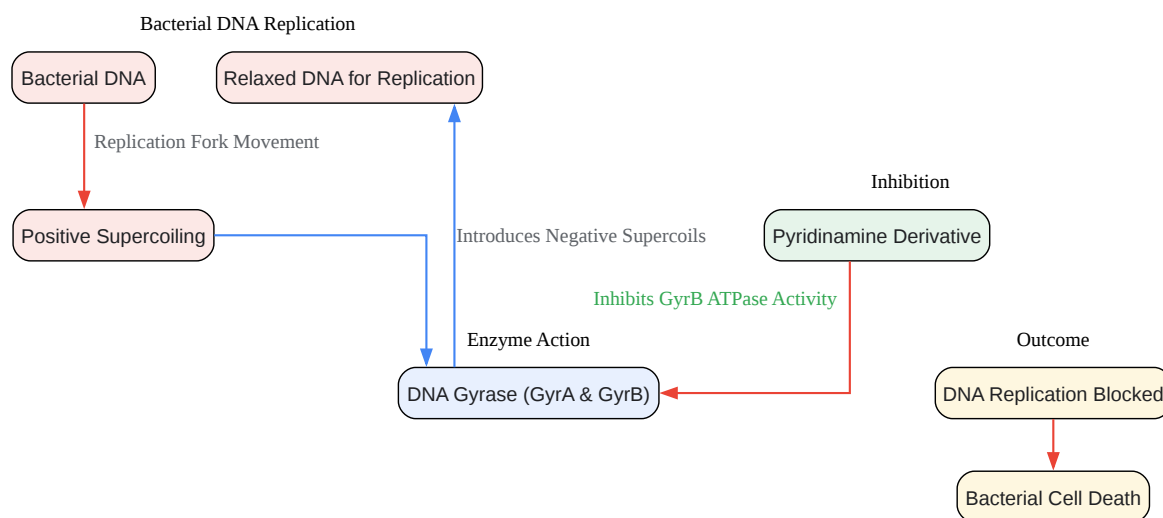 Bacterial DNA Replication
Bacterial DNA
Relaxed DNA for Replication
Replication Fork Movement
Inhibition
Positive Supercoiling
Introduces Negative Supercoils
Pyridinamine Derivative
Inhibits GyrB ATPase Activity
Enzyme Action
Outcome
DNA Gyrase (GyrA & GyrB)
DNA Replication Blocked
Bacterial Cell Death